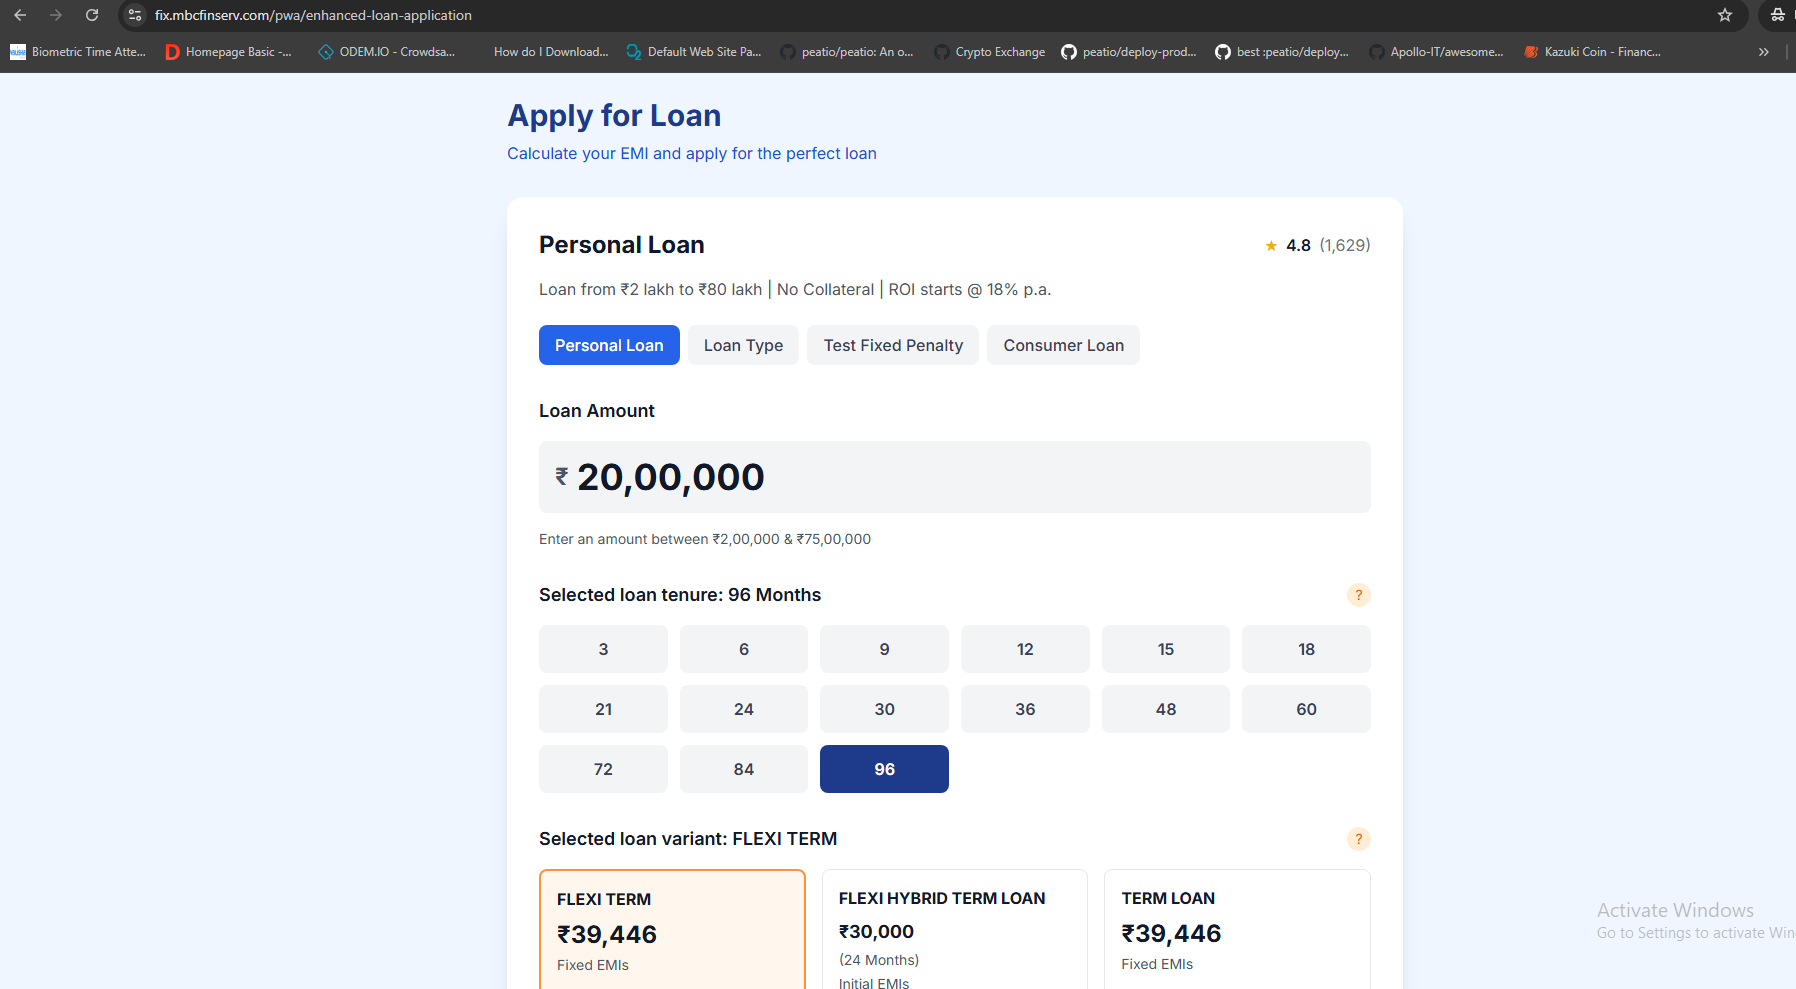 fix.mbcfinserv.com/pwa/enhanced-loan-application
Biometric Time Atte... Homepage Basic -... ODEM.IO - Crowdsa... How do I Download... Default Web Site Pa... peatio/peatio: An o... Crypto Exchange peatio/deploy-prod... best :peatio/deploy... Apollo-IT/awesome... Kazuki Coin - Financ... »
Apply for Loan
Calculate your EMI and apply for the perfect loan
Personal Loan ★ 4.8 (1,629)
Loan from ₹2 lakh to ₹80 lakh | No Collateral | ROI starts @ 18% p.a.
Personal Loan Loan Type Test Fixed Penalty Consumer Loan
Loan Amount
₹ 20,00,000
Enter an amount between ₹2,00,000 & ₹75,00,000
Selected loan tenure: 96 Months ?
3 6 9 12 15 18
21 24 30 36 48 60
72 84 96
Selected loan variant: FLEXI TERM ?
FLEXI TERM
₹39,446
Fixed EMIs
FLEXI HYBRID TERM LOAN
₹30,000
(24 Months)
Initial EMIs
TERM LOAN
₹39,446
Fixed EMIs
Activate Windows
Go to Settings to activate Win